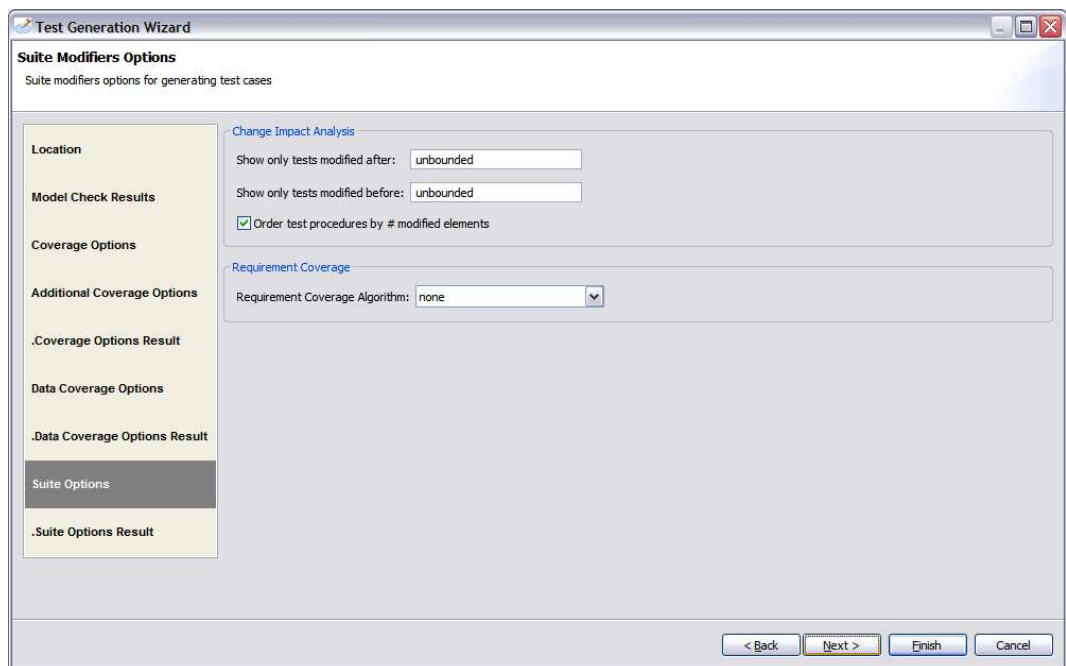 Test Generation Wizard
Suite Modifiers Options
Suite modifiers options for generating test cases
Location
Model Check Results
Coverage Options
Additional Coverage Options
.Coverage Options Result
Data Coverage Options
.Data Coverage Options Result
Suite Options
.Suite Options Result
Change Impact Analysis
Show only tests modified after: unbounded
Show only tests modified before: unbounded
Order test procedures by # modified elements
Requirement Coverage
Requirement Coverage Algorithm: none
< Back Next > Finish Cancel